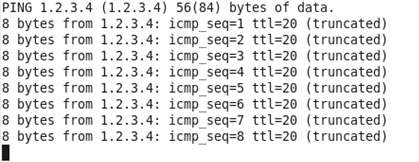 PING 1.2.3.4 (1.2.3.4) 56(84) bytes of data.
8 bytes from 1.2.3.4: icmp_seq=1 ttl=20 (truncated)
8 bytes from 1.2.3.4: icmp_seq=2 ttl=20 (truncated)
8 bytes from 1.2.3.4: icmp_seq=3 ttl=20 (truncated)
8 bytes from 1.2.3.4: icmp_seq=4 ttl=20 (truncated)
8 bytes from 1.2.3.4: icmp_seq=5 ttl=20 (truncated)
8 bytes from 1.2.3.4: icmp_seq=6 ttl=20 (truncated)
8 bytes from 1.2.3.4: icmp_seq=7 ttl=20 (truncated)
8 bytes from 1.2.3.4: icmp_seq=8 ttl=20 (truncated)